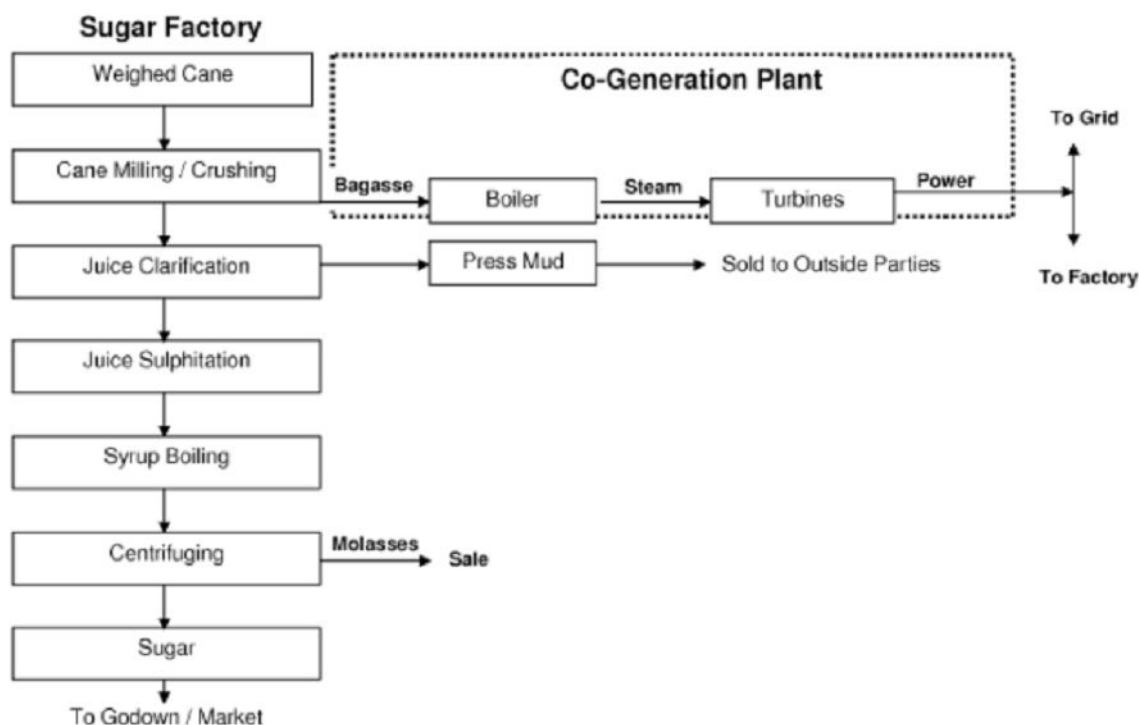 Sugar Factory
Weighed Cane
Co-Generation Plant
To Grid
Cane Milling / Crushing
Bagasse
Boiler
Steam
Turbines
Power
Juice Clarification
Press Mud
Sold to Outside Parties
To Factory
Juice Sulphitation
Syrup Boiling
Centrifuging
Molasses
Sale
Sugar
To Godown / Market